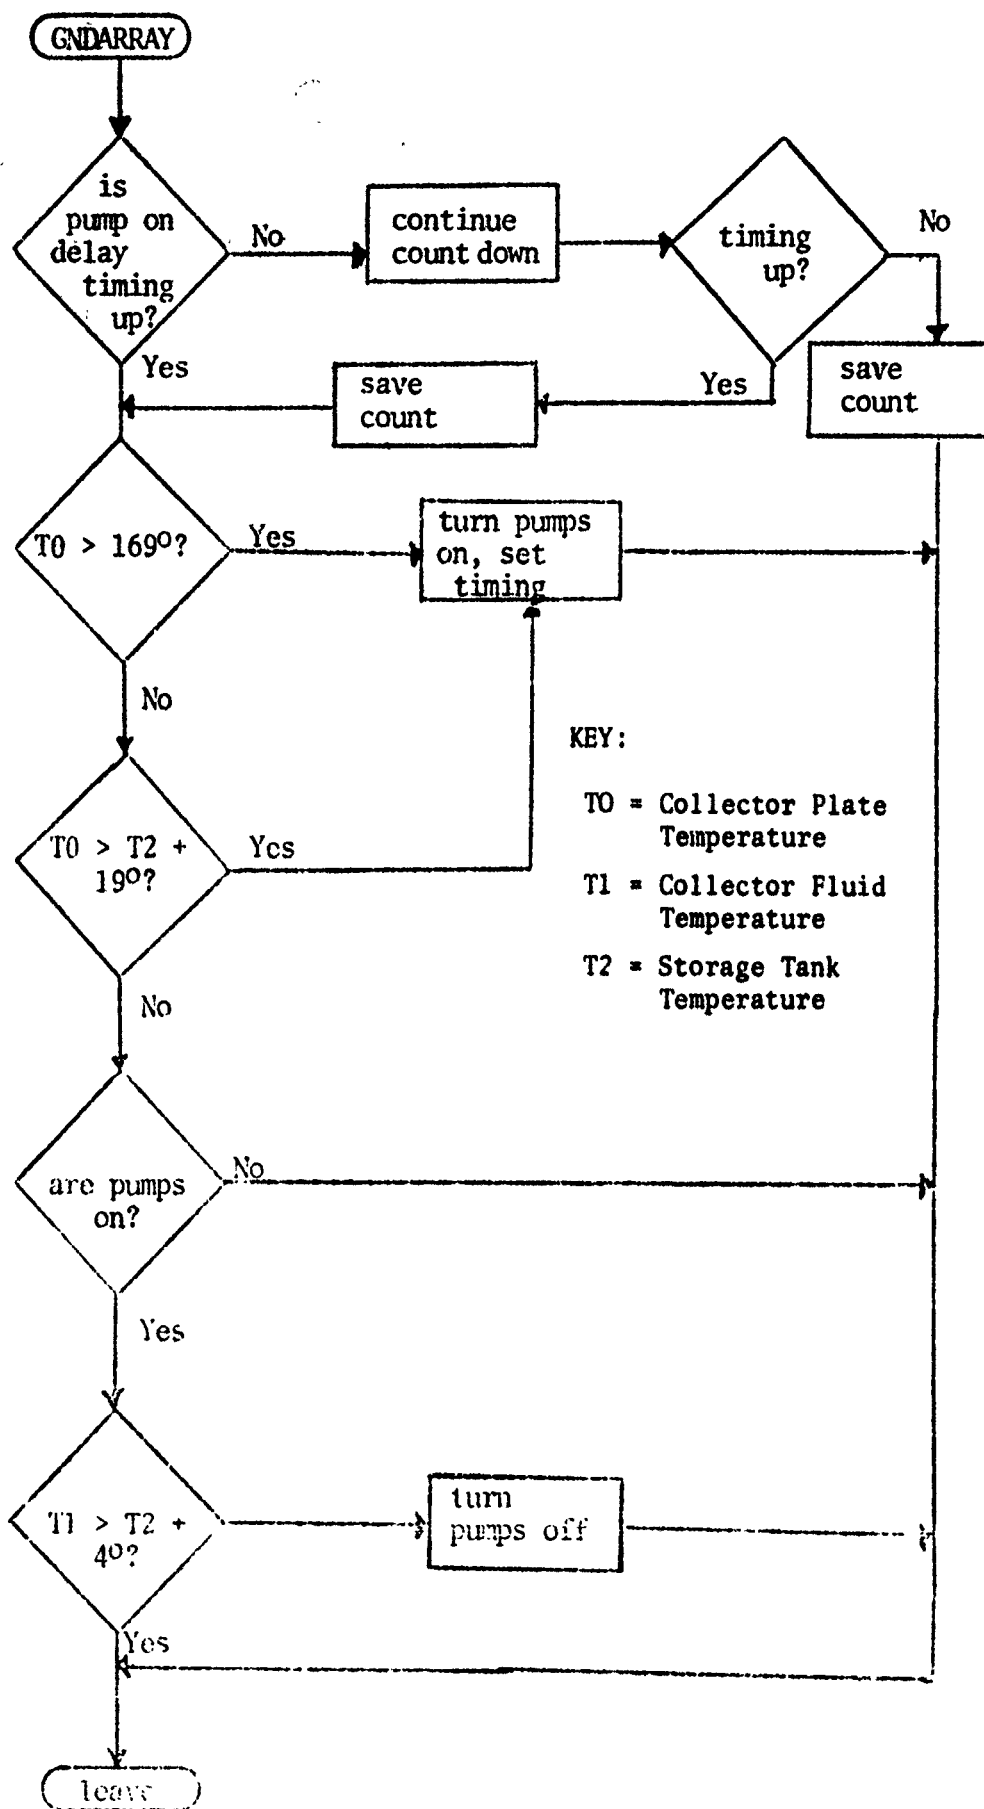 GNDARRAY
is
pump on
delay
timing
up?
No
continue
count down
timing
up?
No
Yes
save
count
Yes
save
count
T0 > 169º?
Yes
turn pumps
on, set
timing
No
T0 > T2 +
19º?
Yes
KEY:
T0 = Collector Plate
Temperature
T1 = Collector Fluid
Temperature
T2 = Storage Tank
Temperature
No
are pumps
on?
No
Yes
T1 > T2 +
4º?
turn
pumps off
Yes
leave